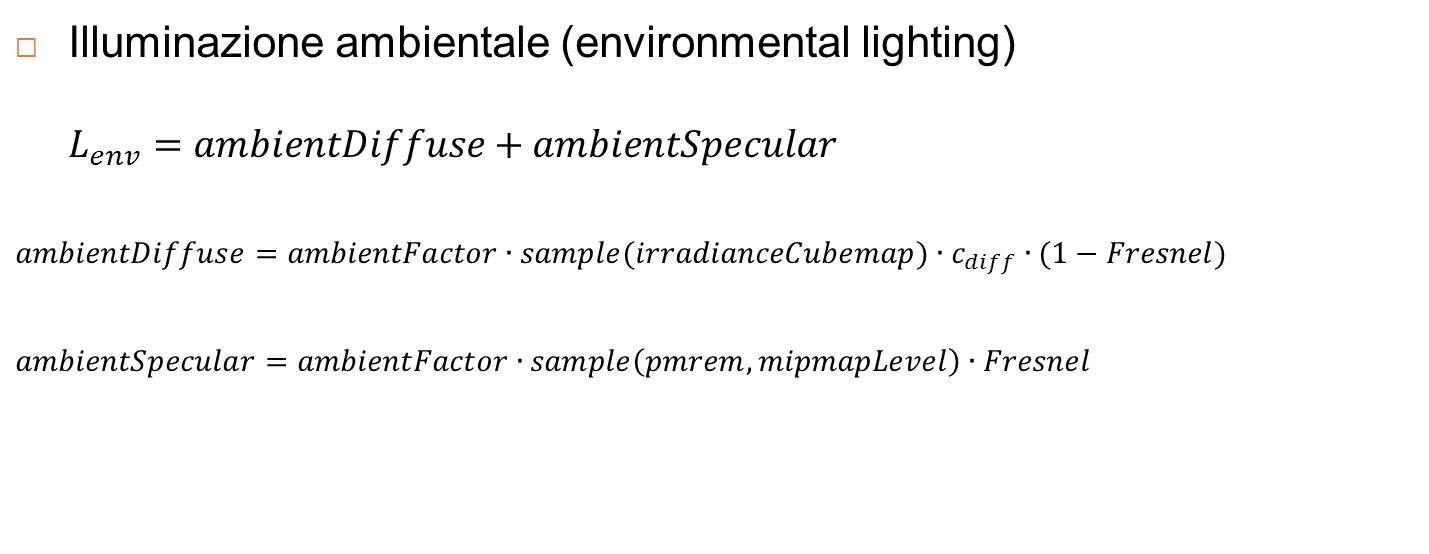 Illuminazione ambientale (environmental lighting)
L_env = ambientDiffuse + ambientSpecular
ambientDiffuse = ambientFactor · sample(irradianceCubemap) · c_diff · (1 − Fresnel)
ambientSpecular = ambientFactor · sample(pmrem, mipmapLevel) · Fresnel